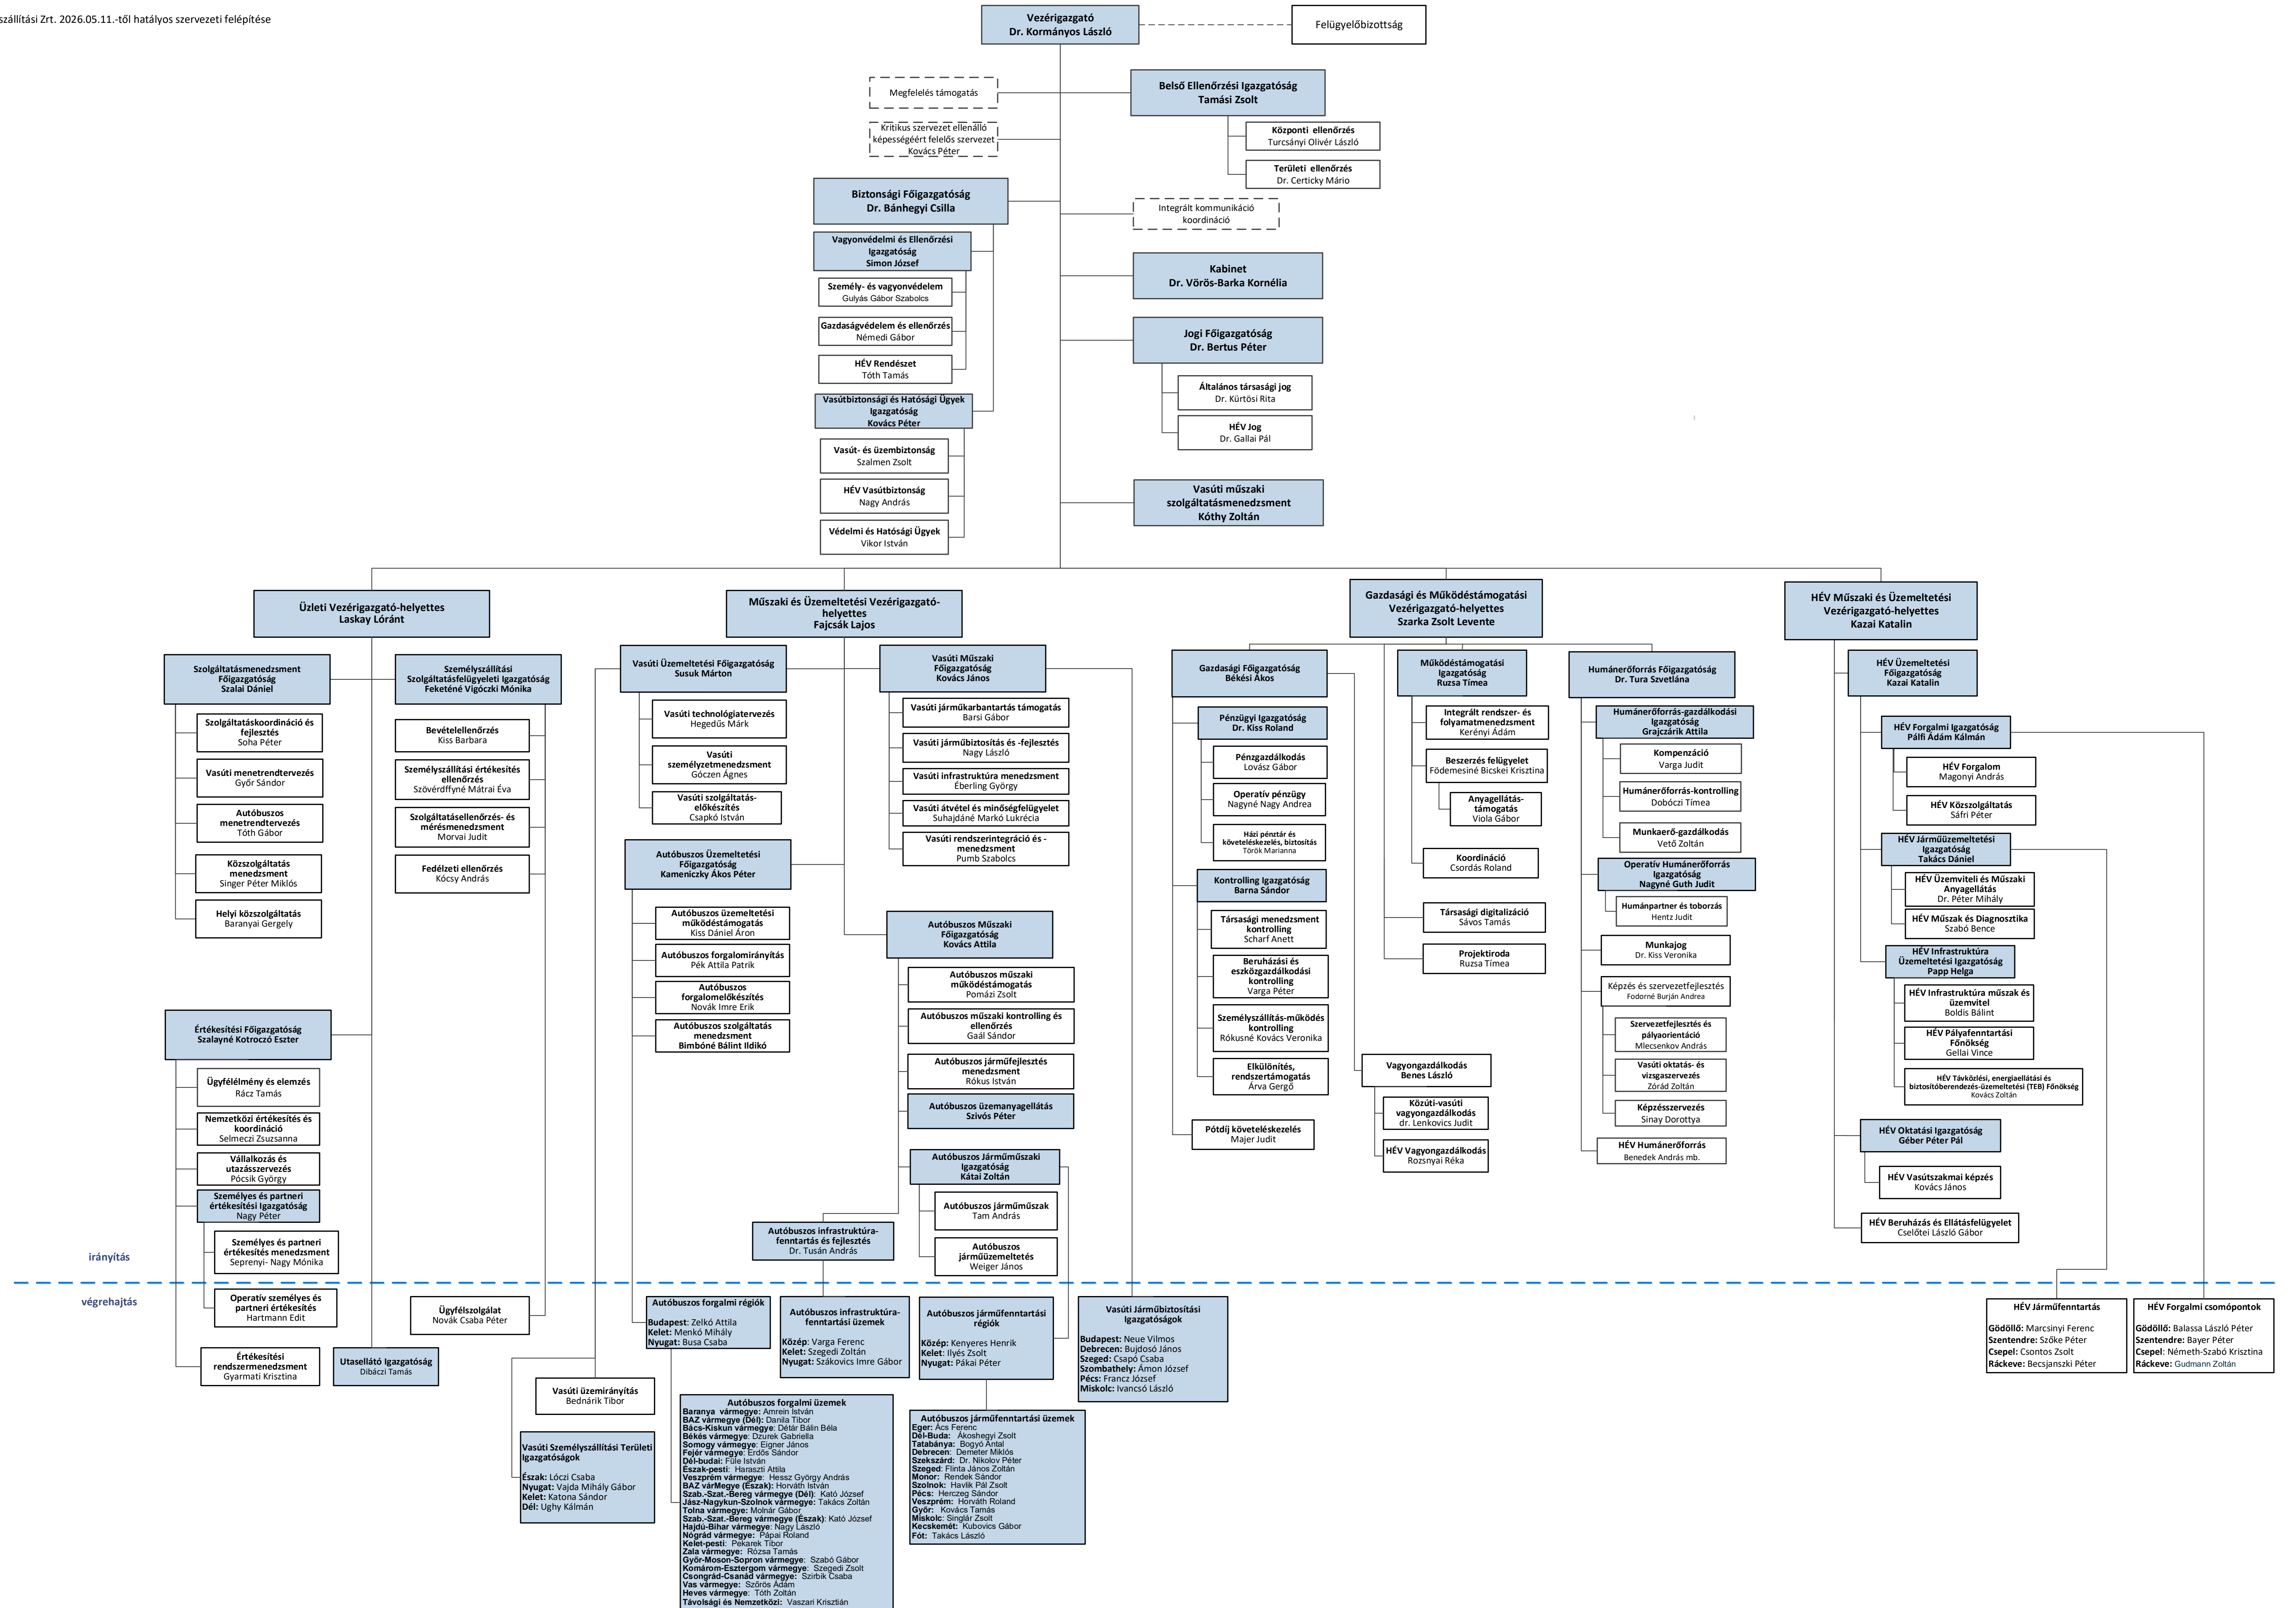 szállítási Zrt. 2026.05.11.-től hatályos szervezeti felépítése
Vezérigazgató
Dr. Kormányos László
Felügyelőbizottság
Megfelelés támogatás
Belső Ellenőrzési Igazgatóság
Tamási Zsolt
Kritikus szervezet ellenálló
képességéért felelős szervezet
Kovács Péter
Központi ellenőrzés
Turcsányi Olivér László
Területi ellenőrzés
Dr. Certicky Mário
Biztonsági Főigazgatóság
Dr. Bánhegyi Csilla
Integrált kommunikáció
koordináció
Vagyonvédelmi és Ellenőrzési
Igazgatóság
Simon József
Személy- és vagyonvédelem
Gulyás Gábor Szabolcs
Gazdaságvédelem és ellenőrzés
Némedi Gábor
HÉV Rendészet
Tóth Tamás
Vasútbiztonsági és Hatósági Ügyek
Igazgatóság
Kovács Péter
Vasút- és üzembiztonság
Szalmen Zsolt
HÉV Vasútbiztonság
Nagy András
Védelmi és Hatósági Ügyek
Vikor István
Kabinet
Dr. Vörös-Barka Kornélia
Jogi Főigazgatóság
Dr. Bertus Péter
Általános társasági jog
Dr. Kürtösi Rita
HÉV Jog
Dr. Gallai Pál
Vasúti műszaki
szolgáltatásmenedzsment
Kóthy Zoltán
Üzleti Vezérigazgató-helyettes
Laskay Lóránt
Szolgáltatásmenedzsment
Főigazgatóság
Szalai Dániel
Szolgáltatáskoordináció és
fejlesztés
Soha Péter
Vasúti menetrendtervezés
Győr Sándor
Autóbuszos
menetrendtervezés
Tóth Gábor
Közszolgáltatás
menedzsment
Singer Péter Miklós
Helyi közszolgáltatás
Baranyai Gergely
Személyszállítási
Szolgáltatásfelügyeleti Igazgatóság
Feketéné Vigóczki Mónika
Bevételellenőrzés
Kiss Barbara
Személyszállítási értékesítés
ellenőrzés
Szövérdffyné Mátrai Éva
Szolgáltatásellenőrzés- és
mérésmenedzsment
Morvai Judit
Fedélzeti ellenőrzés
Kócsy András
Értékesítési Főigazgatóság
Szalayné Kotroczó Eszter
Ügyfélélmény és elemzés
Rácz Tamás
Nemzetközi értékesítés és
koordináció
Selmeczi Zsuzsanna
Vállalkozás és
utazásszervezés
Pócsik György
Személyes és partneri
értékesítési Igazgatóság
Nagy Péter
Személyes és partneri
értékesítés menedzsment
Seprenyi- Nagy Mónika
irányítás
végrehajtás
Operatív személyes és
partneri értékesítés
Hartmann Edit
Értékesítési
rendszermenedzsment
Gyarmati Krisztina
Utasellátó Igazgatóság
Dibáczi Tamás
Ügyfélszolgálat
Novák Csaba Péter
Műszaki és Üzemeltetési Vezérigazgató-
helyettes
Fajcsák Lajos
Vasúti Üzemeltetési Főigazgatóság
Susuk Márton
Vasúti technológiatervezés
Hegedűs Márk
Vasúti
személyzetmenedzsment
Góczen Ágnes
Vasúti szolgáltatás-
előkészítés
Csapkó István
Vasúti Műszaki
Főigazgatóság
Kovács János
Vasúti járműkarbantartás támogatás
Barsi Gábor
Vasúti járműbiztosítás és -fejlesztés
Nagy László
Vasúti infrastruktúra menedzsment
Éberling György
Vasúti átvétel és minőségfelügyelet
Suhajdáné Markó Lukrécia
Vasúti rendszerintegráció és -
menedzsment
Pumb Szabolcs
Autóbuszos Üzemeltetési
Főigazgatóság
Kameniczky Ákos Péter
Autóbuszos üzemeltetési
működéstámogatás
Kiss Dániel Áron
Autóbuszos forgalomirányítás
Pék Attila Patrik
Autóbuszos
forgalomelőkészítés
Novák Imre Erik
Autóbuszos szolgáltatás
menedzsment
Bimbóné Bálint Ildikó
Autóbuszos Műszaki
Főigazgatóság
Kovács Attila
Autóbuszos műszaki
működéstámogatás
Pomázi Zsolt
Autóbuszos műszaki kontrolling és
ellenőrzés
Gaál Sándor
Autóbuszos járműfejlesztés
menedzsment
Rókus István
Autóbuszos üzemanyagellátás
Szivós Péter
Autóbuszos Járműműszaki
Igazgatóság
Kátai Zoltán
Autóbuszos járműműszak
Tam András
Autóbuszos
járműüzemeltetés
Weiger János
Autóbuszos infrastruktúra-
fenntartás és fejlesztés
Dr. Tusán András
Autóbuszos forgalmi régiók
Budapest: Zelkó Attila
Kelet: Menkó Mihály
Nyugat: Busa Csaba
Autóbuszos infrastruktúra-
fenntartási üzemek
Közép: Varga Ferenc
Kelet: Szegedi Zoltán
Nyugat: Szákovics Imre Gábor
Autóbuszos járműfenntartási
régiók
Közép: Kenyeres Henrik
Kelet: Ilyés Zsolt
Nyugat: Pákai Péter
Vasúti Járműbiztosítási
Igazgatóságok
Budapest: Neue Vilmos
Debrecen: Bujdosó János
Szeged: Csapó Csaba
Szombathely: Ámon József
Pécs: Francz József
Miskolc: Ivancsó László
Vasúti üzemirányítás
Bednárik Tibor
Vasúti Személyszállítási Területi
Igazgatóságok
Észak: Lóczi Csaba
Nyugat: Vajda Mihály Gábor
Kelet: Katona Sándor
Dél: Ughy Kálmán
Autóbuszos forgalmi üzemek
Baranya vármegye: Amrein István
BAZ vármegye (Dél): Danila Tibor
Bács-Kiskun vármegye: Détár Bálin Béla
Békés vármegye: Dzurek Gabriella
Somogy vármegye: Eigner János
Fejér vármegye: Erdős Sándor
Dél-budai: Füle István
Észak-pesti: Haraszti Attila
Veszprém vármegye: Hessz György András
BAZ várMegye (Észak): Horváth István
Szab.-Szat.-Bereg vármegye (Dél): Kató József
Jász-Nagykun-Szolnok vármegye: Takács Zoltán
Tolna vármegye: Molnár Gábor
Szab.-Szat.-Bereg vármegye (Észak): Kató József
Hajdú-Bihar vármegye: Nagy László
Nógrád vármegye: Pápai Roland
Kelet-pesti: Pekarek Tibor
Zala vármegye: Rózsa Tamás
Győr-Moson-Sopron vármegye: Szabó Gábor
Komárom-Esztergom vármegye: Szegedi Zsolt
Csongrád-Csanád vármegye: Szirbik Csaba
Vas vármegye: Szőrös Ádám
Heves vármegye: Tóth Zoltán
Távolsági és Nemzetközi: Vaszari Krisztián
Autóbuszos járműfenntartási üzemek
Eger: Ács Ferenc
Dél-Buda: Ákoshegyi Zsolt
Tatabánya: Bogyó Antal
Debrecen: Demeter Miklós
Szekszárd: Dr. Nikolov Péter
Szeged: Flinta János Zoltán
Monor: Rendek Sándor
Szolnok: Havlik Pál Zsolt
Pécs: Herczeg Sándor
Veszprém: Horváth Roland
Győr: Kovács Tamás
Miskolc: Singlár Zsolt
Kecskemét: Kubovics Gábor
Fót: Takács László
Gazdasági és Működéstámogatási
Vezérigazgató-helyettes
Szarka Zsolt Levente
Gazdasági Főigazgatóság
Békési Ákos
Pénzügyi Igazgatóság
Dr. Kiss Roland
Pénzgazdálkodás
Lovász Gábor
Operatív pénzügy
Nagyné Nagy Andrea
Házi pénztár és
követeléskezelés, biztosítás
Török Marianna
Kontrolling Igazgatóság
Barna Sándor
Társasági menedzsment
kontrolling
Scharf Anett
Beruházási és
eszközgazdálkodási
kontrolling
Varga Péter
Személyszállítás-működés
kontrolling
Rókusné Kovács Veronika
Elkülönítés,
rendszertámogatás
Árva Gergő
Pótdíj követeléskezelés
Majer Judit
Működéstámogatási
Igazgatóság
Ruzsa Tímea
Integrált rendszer- és
folyamatmenedzsment
Kerényi Ádám
Beszerzés felügyelet
Födemesiné Bicskei Krisztina
Anyagellátás-
támogatás
Viola Gábor
Koordináció
Csordás Roland
Társasági digitalizáció
Sávos Tamás
Projektiroda
Ruzsa Tímea
Vagyongazdálkodás
Benes László
Közúti-vasúti
vagyongazdálkodás
dr. Lenkovics Judit
HÉV Vagyongazdálkodás
Rozsnyai Réka
Humánerőforrás Főigazgatóság
Dr. Tura Szvetlána
Humánerőforrás-gazdálkodási
Igazgatóság
Grajczárik Attila
Kompenzáció
Varga Judit
Humánerőforrás-kontrolling
Dobóczi Tímea
Munkaerő-gazdálkodás
Vető Zoltán
Operatív Humánerőforrás
Igazgatóság
Nagyné Guth Judit
Humánpartner és toborzás
Hentz Judit
Munkajog
Dr. Kiss Veronika
Képzés és szervezetfejlesztés
Fodorné Burján Andrea
Szervezetfejlesztés és
pályaorientáció
Mlecsenkov András
Vasúti oktatás- és
vizsgaszervezés
Zórád Zoltán
Képzésszervezés
Sinay Dorottya
HÉV Humánerőforrás
Benedek András mb.
HÉV Műszaki és Üzemeltetési
Vezérigazgató-helyettes
Kazai Katalin
HÉV Üzemeltetési
Főigazgatóság
Kazai Katalin
HÉV Forgalmi Igazgatóság
Pálfi Ádám Kálmán
HÉV Forgalom
Magonyi András
HÉV Közszolgáltatás
Sáfri Péter
HÉV Járműüzemeltetési
Igazgatóság
Takács Dániel
HÉV Üzemviteli és Műszaki
Anyagellátás
Dr. Péter Mihály
HÉV Műszak és Diagnosztika
Szabó Bence
HÉV Infrastruktúra
Üzemeltetési Igazgatóság
Papp Helga
HÉV Infrastruktúra műszak és
üzemvitel
Boldis Bálint
HÉV Pályafenntartási
Főnökség
Gellai Vince
HÉV Távközlési, energiaellátási és
biztosítóberendezés-üzemeltetési (TEB) Főnökség
Kovács Zoltán
HÉV Oktatási Igazgatóság
Géber Péter Pál
HÉV Vasútszakmai képzés
Kovács János
HÉV Beruházás és Ellátásfelügyelet
Cselőtei László Gábor
HÉV Járműfenntartás
Gödöllő: Marcsinyi Ferenc
Szentendre: Szőke Péter
Csepel: Csontos Zsolt
Ráckeve: Becsjanszki Péter
HÉV Forgalmi csomópontok
Gödöllő: Balassa László Péter
Szentendre: Bayer Péter
Csepel: Németh-Szabó Krisztina
Ráckeve: Gudmann Zoltán